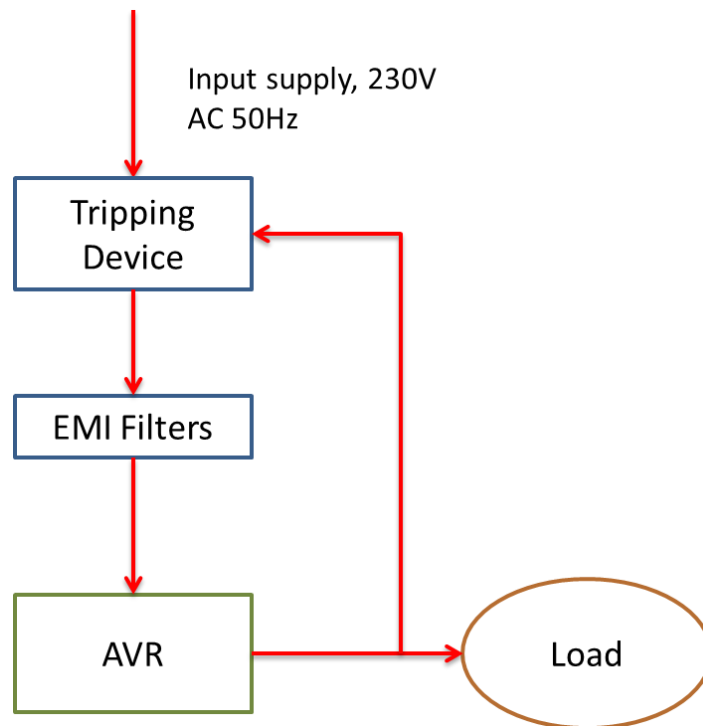 Input supply, 230V
AC 50Hz
Tripping
Device
EMI Filters
AVR
Load